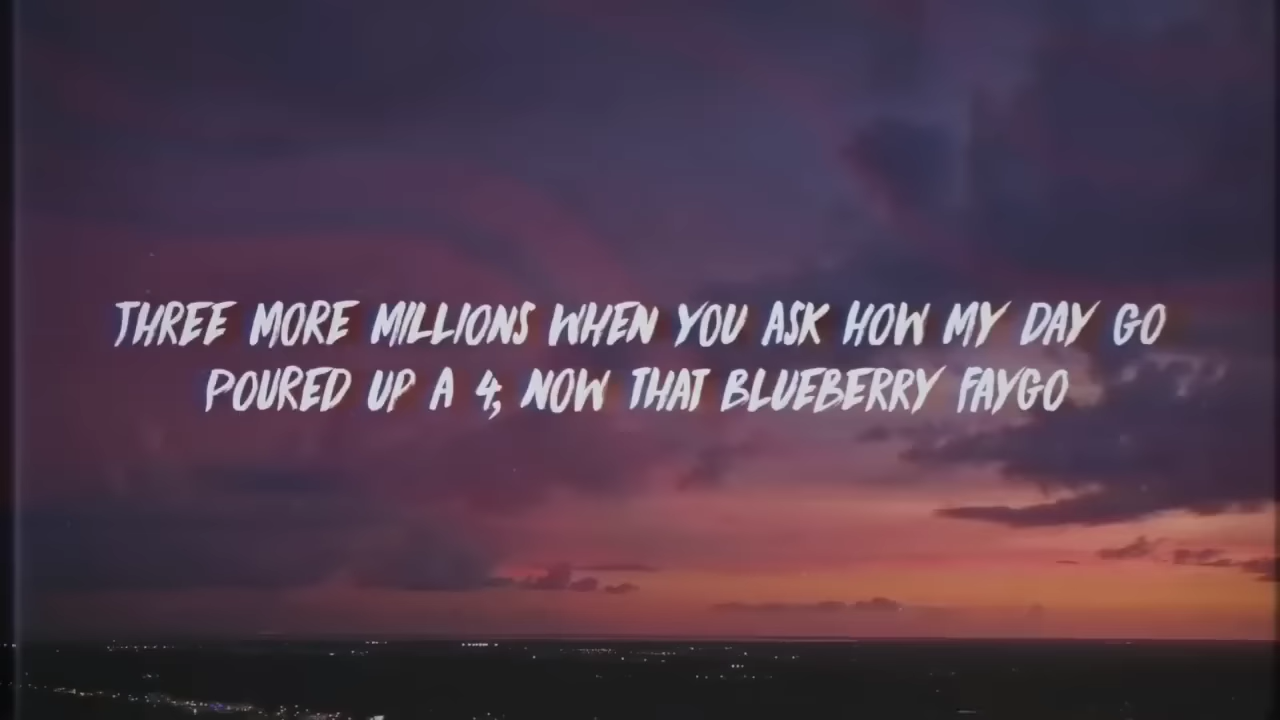 THREE MORE MILLIONS WHEN YOU ASK HOW MY DAY GO
POURED UP A 4, NOW THAT BLUEBERRY FAYGO